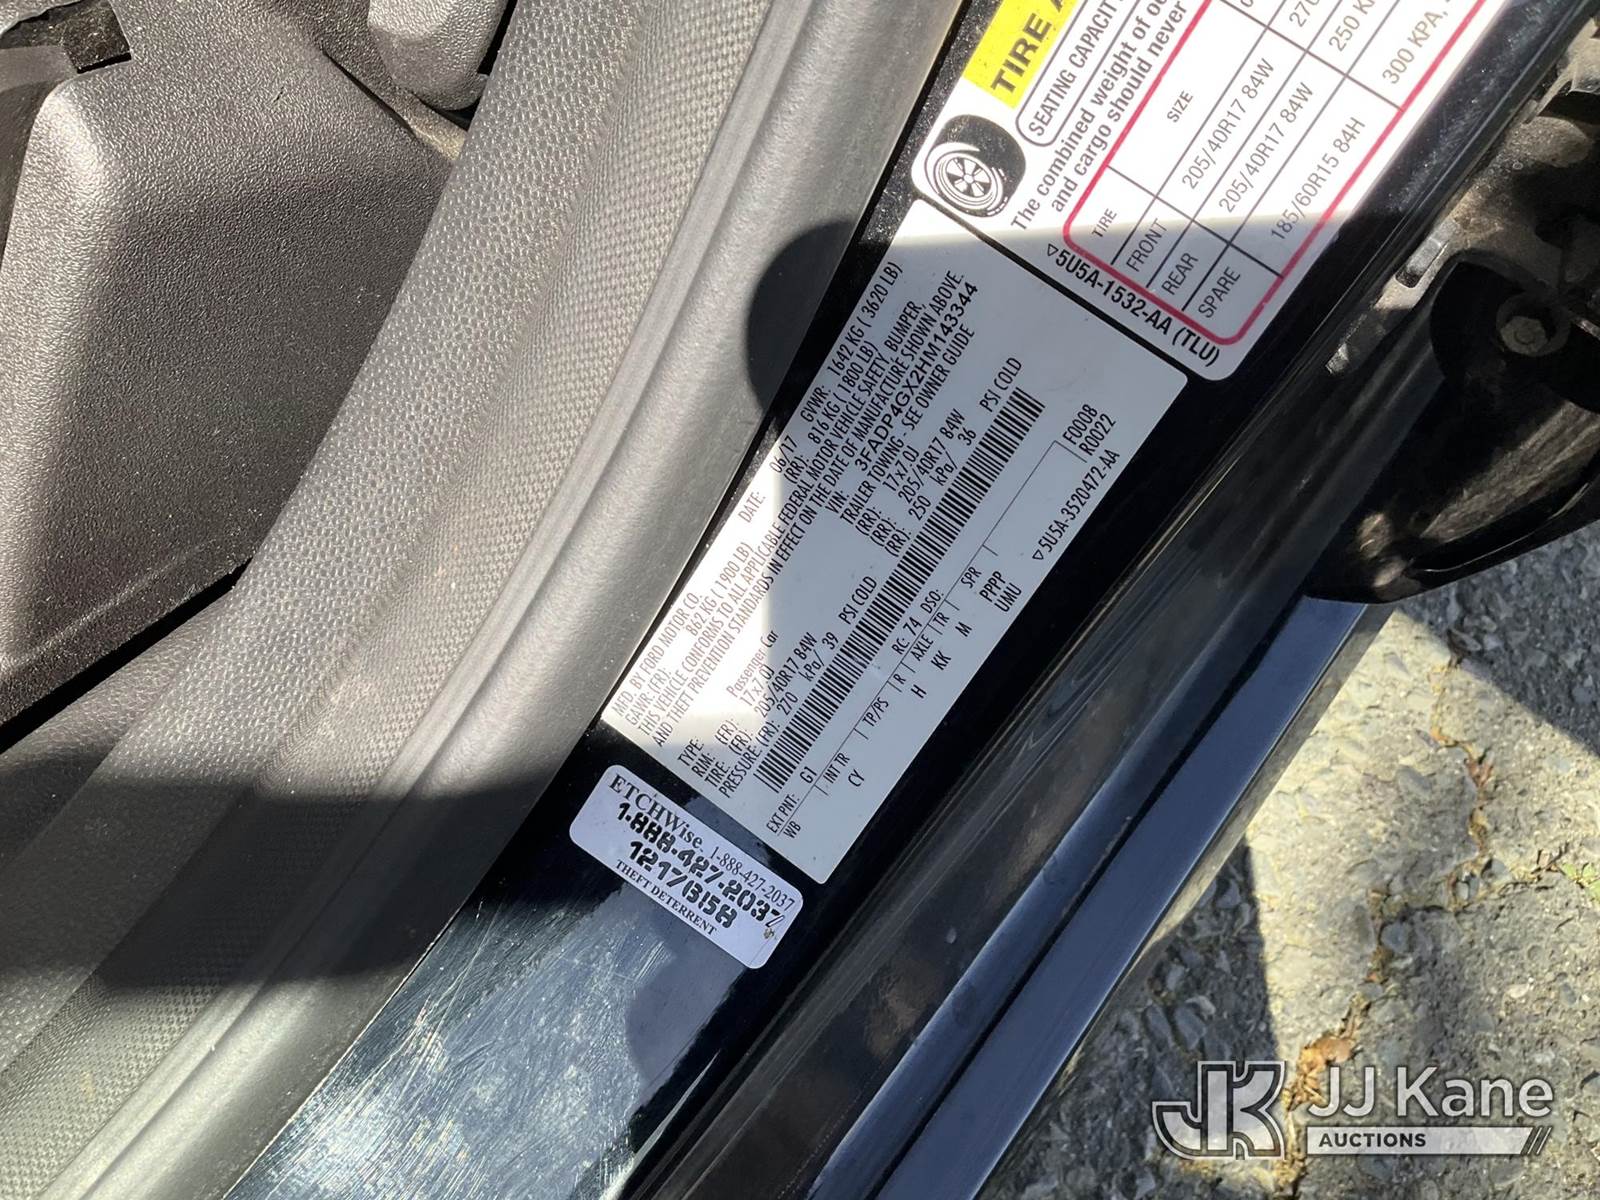 TIRE
SEATING CAPACIT
The combined weight of oc
and cargo should never
TIRE SIZE
FRONT 205/40R17 84W
REAR 205/40R17 84W 250 K
SPARE 185/60R15 84H 300 KPA,
5U5A-1532-AA (TLU)
MFD. BY FORD MOTOR CO.
DATE: 06/17 GVWR: 1642 KG ( 3620 LB)
GAWR: (FR): 862 KG ( 1900 LB) (RR): 816 KG ( 1800 LB)
THIS VEHICLE CONFORMS TO ALL APPLICABLE FEDERAL MOTOR VEHICLE SAFETY, BUMPER,
AND THEFT PREVENTION STANDARDS IN EFFECT ON THE DATE OF MANUFACTURE SHOWN ABOVE.
VIN: 3FADP4GX2HM143344
TYPE: Passenger Car TRAILER TOWING - SEE OWNER GUIDE
RIM: (FR): 17x7.0J (RR): 17x7.0J
TIRE: (FR): 205/40R17 84W (RR): 205/40R17 84W
PRESSURE: (FR): 270 kPa/ 39 PSI COLD (RR): 250 kPa/ 36 PSI COLD
EXT PNT: G1 RC: 74 DSO: F0008
WB INT TR TP/PS R AXLE TR SPR R0022
CY H KK M PPPP
UMU
5U5A-3520472-AA
ETCHWise 1-888-427-2037
1-888-427-2037
1217B158
THEFT DETERRENT
JK JJ Kane
AUCTIONS